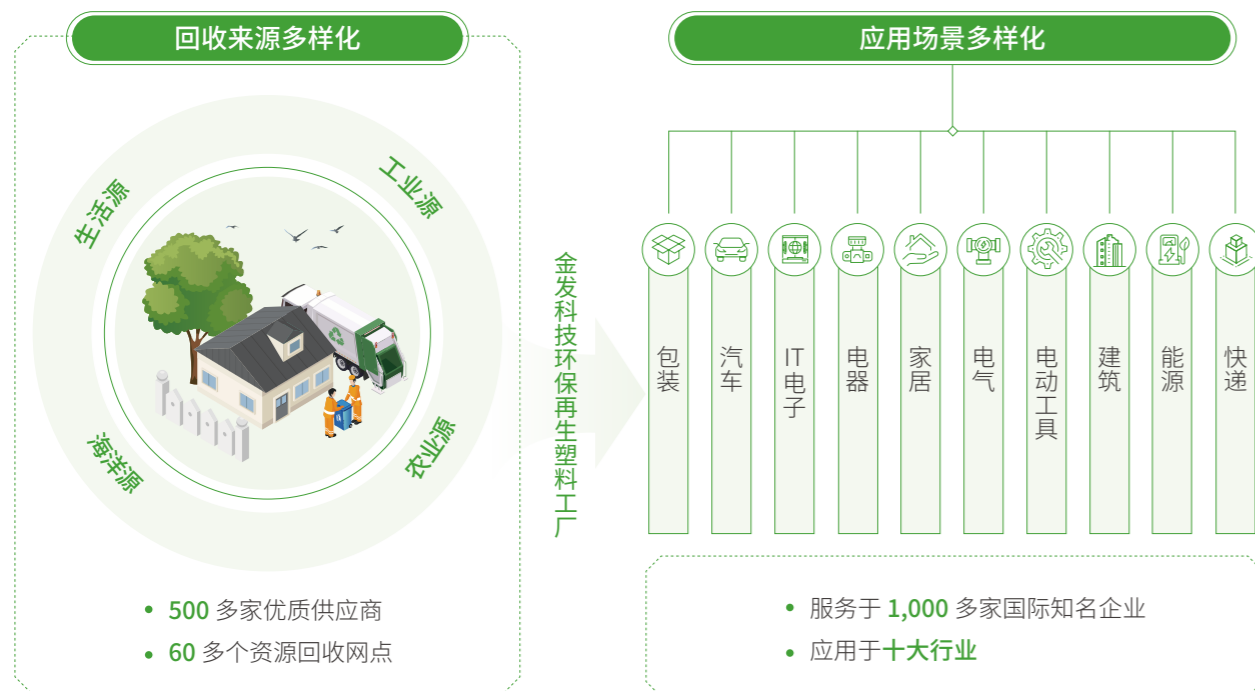 回收来源多样化
生活源
工业源
海洋源
农业源
500 多家优质供应商
60 多个资源回收网点
金发科技环保再生塑料工厂
应用场景多样化
包装
汽车
IT电子
电器
家居
电气
电动工具
建筑
能源
快递
服务于 1,000 多家国际知名企业
应用于十大行业